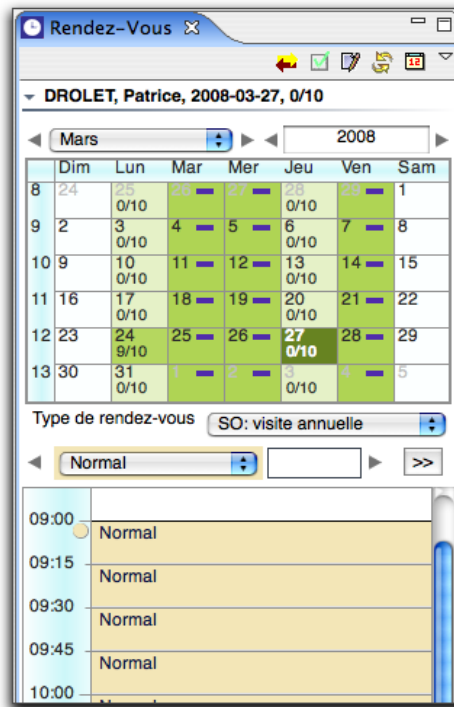 Rendez-Vous
12
DROLET, Patrice, 2008-03-27, 0/10
Mars 2008
Dim Lun Mar Mer Jeu Ven Sam
8 24 25 26 27 28 29 1
0/10 0/10
9 2 3 4 5 6 7 8
0/10 0/10
10 9 10 11 12 13 14 15
0/10 0/10
11 16 17 18 19 20 21 22
0/10 0/10
12 23 24 25 26 27 28 29
9/10 0/10
13 30 31 1 2 3 4 5
0/10 0/10
Type de rendez-vous SO: visite annuelle
Normal >>
09:00
Normal
09:15
Normal
09:30
Normal
09:45
Normal
10:00